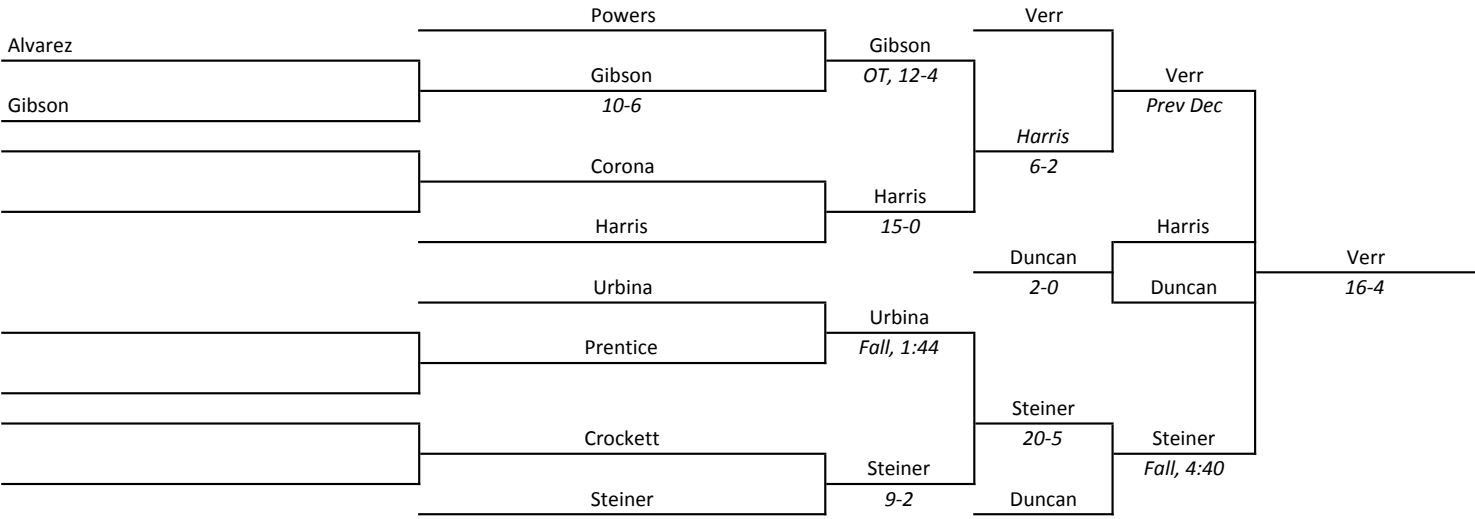 Powers
Verr
Alvarez
Gibson
Gibson
OT, 12-4
Verr
Gibson
10-6
Prev Dec
Harris
6-2
Corona
Harris
15-0
Harris
Harris
Duncan
2-0
Verr
16-4
Urbina
Duncan
Urbina
Fall, 1:44
Prentice
Steiner
20-5
Crockett
Steiner
Fall, 4:40
Steiner
9-2
Steiner
Duncan